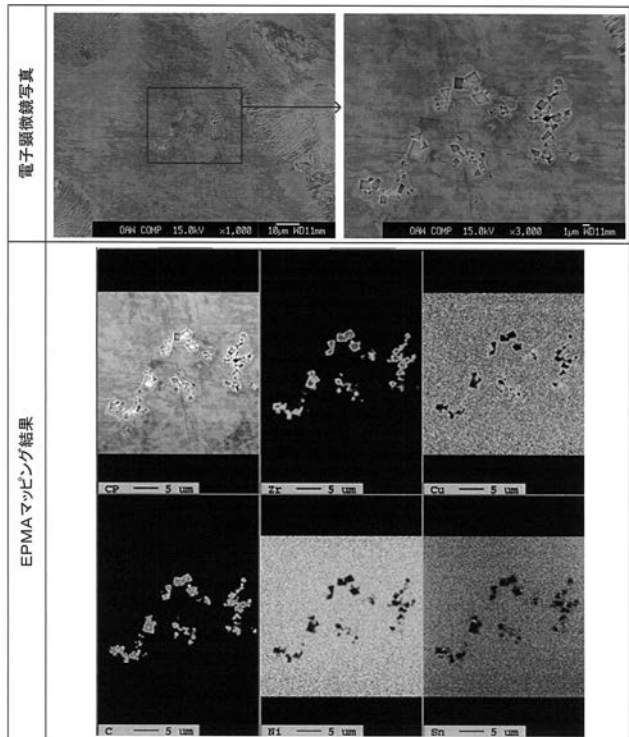 電子顕微鏡写真
OAW COMP 15.0kV ×1,000 10μm WD11mm
OAW COMP 15.0kV ×3,000 1μm WD11mm
EPMAマッピング結果
CP 5 um
Zr 5 um
Cu 5 um
C 5 um
Ni 5 um
Sn 5 um